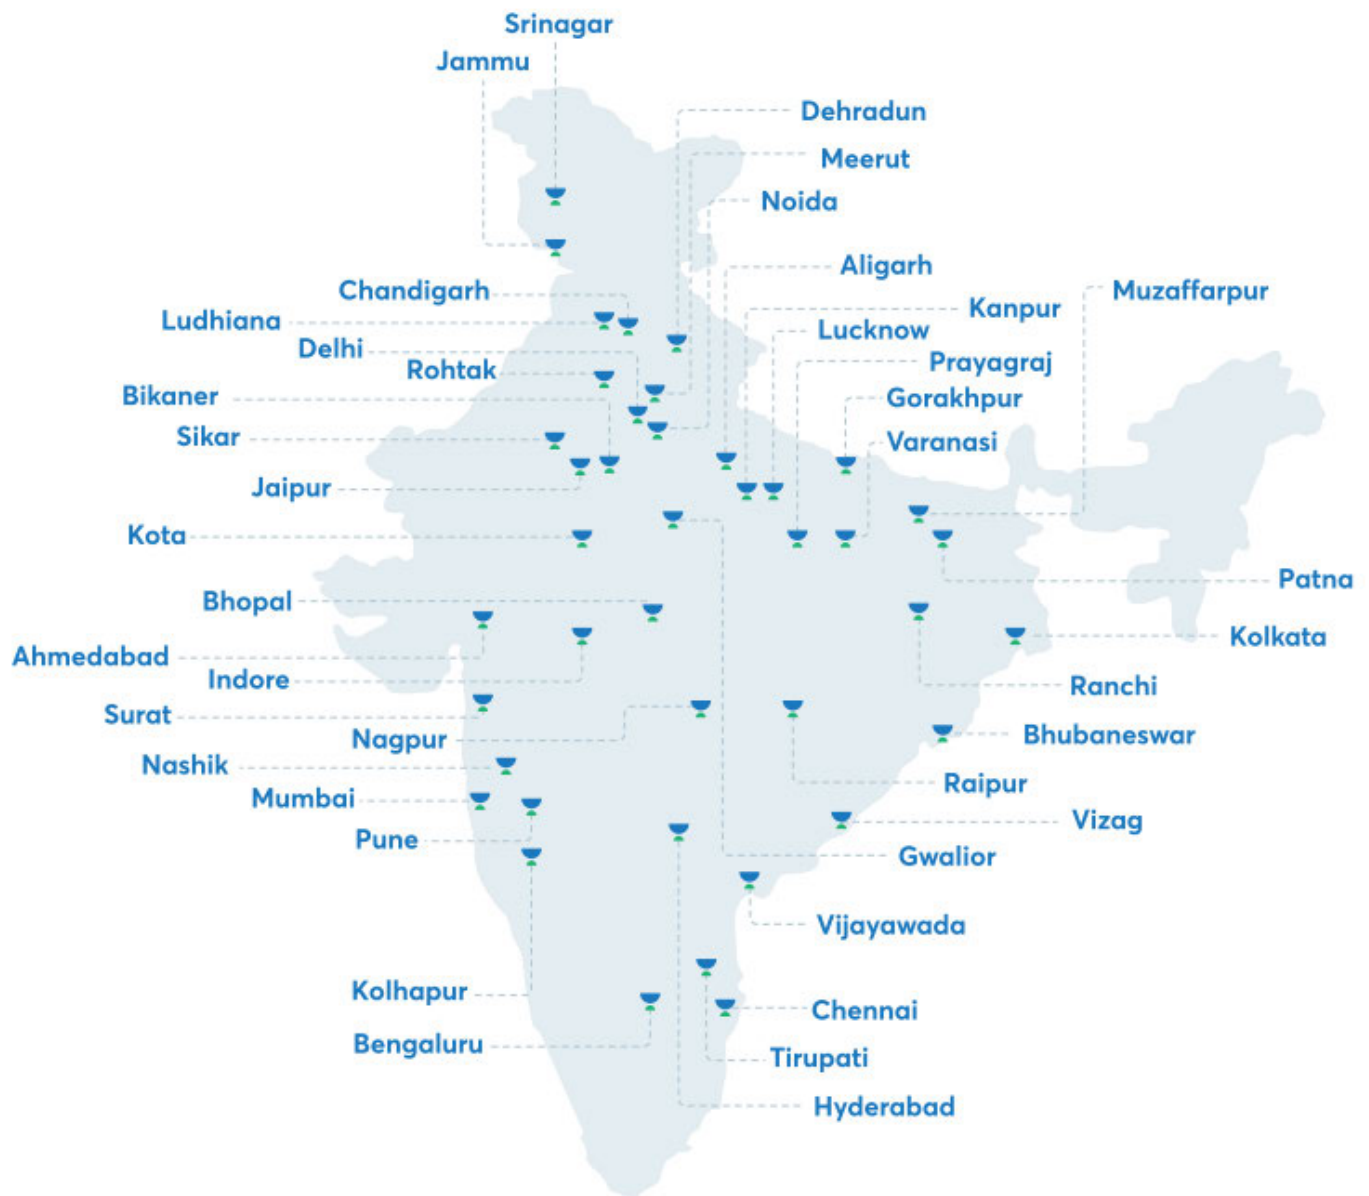 Srinagar
Jammu
Dehradun
Meerut
Noida
Aligarh
Chandigarh
Muzaffarpur
Kanpur
Ludhiana
Lucknow
Delhi
Prayagraj
Rohtak
Bikaner
Gorakhpur
Sikar
Varanasi
Jaipur
Kota
Patna
Bhopal
Kolkata
Ahmedabad
Indore
Ranchi
Surat
Bhubaneswar
Nagpur
Nashik
Raipur
Mumbai
Vizag
Pune
Gwalior
Vijayawada
Kolhapur
Chennai
Bengaluru
Tirupati
Hyderabad